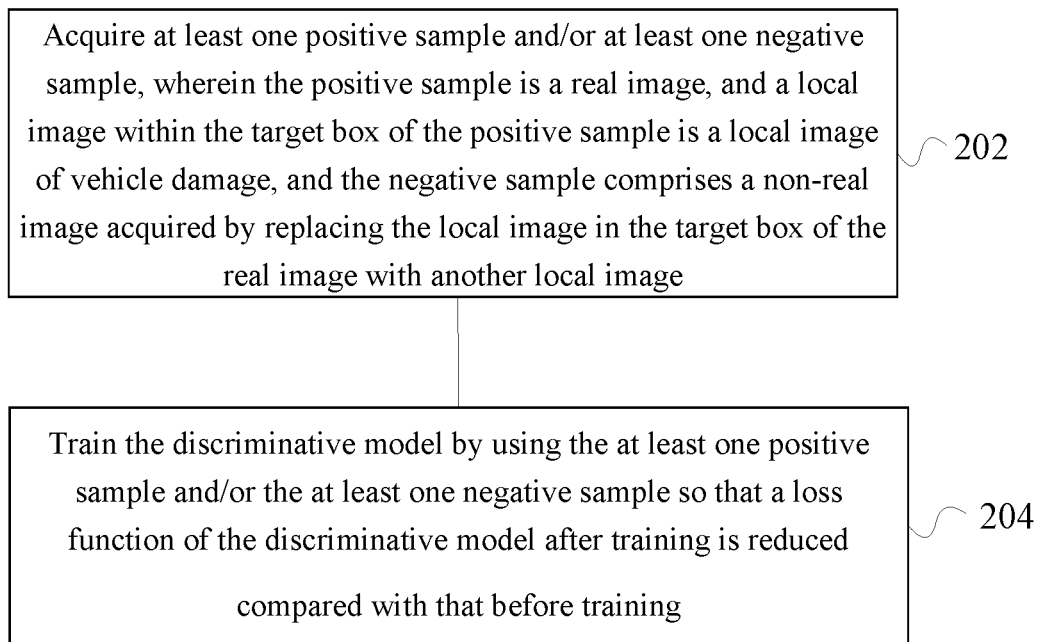 Acquire at least one positive sample and/or at least one negative
sample, wherein the positive sample is a real image, and a local
image within the target box of the positive sample is a local image
of vehicle damage, and the negative sample comprises a non-real
image acquired by replacing the local image in the target box of the
real image with another local image
202
Train the discriminative model by using the at least one positive
sample and/or the at least one negative sample so that a loss
function of the discriminative model after training is reduced
compared with that before training
204